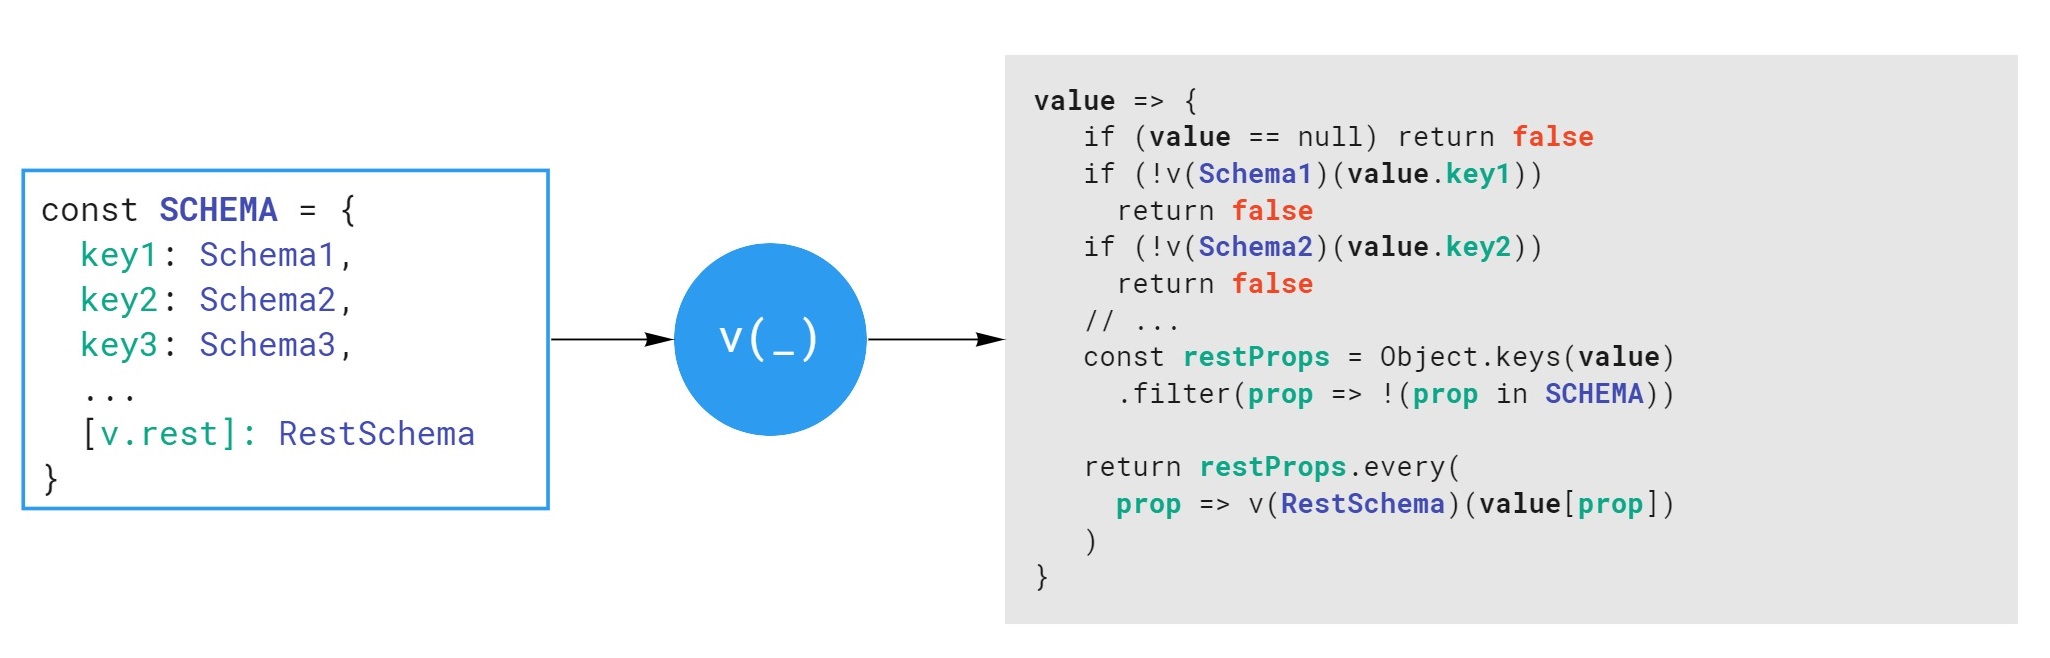 const SCHEMA = {
key1: Schema1,
key2: Schema2,
key3: Schema3,
...
[v.rest]: RestSchema
}
v(_)
value => {
if (value == null) return false
if (!v(Schema1)(value.key1))
return false
if (!v(Schema2)(value.key2))
return false
// ...
const restProps = Object.keys(value)
.filter(prop => !(prop in SCHEMA))
return restProps.every(
prop => v(RestSchema)(value[prop])
)
}